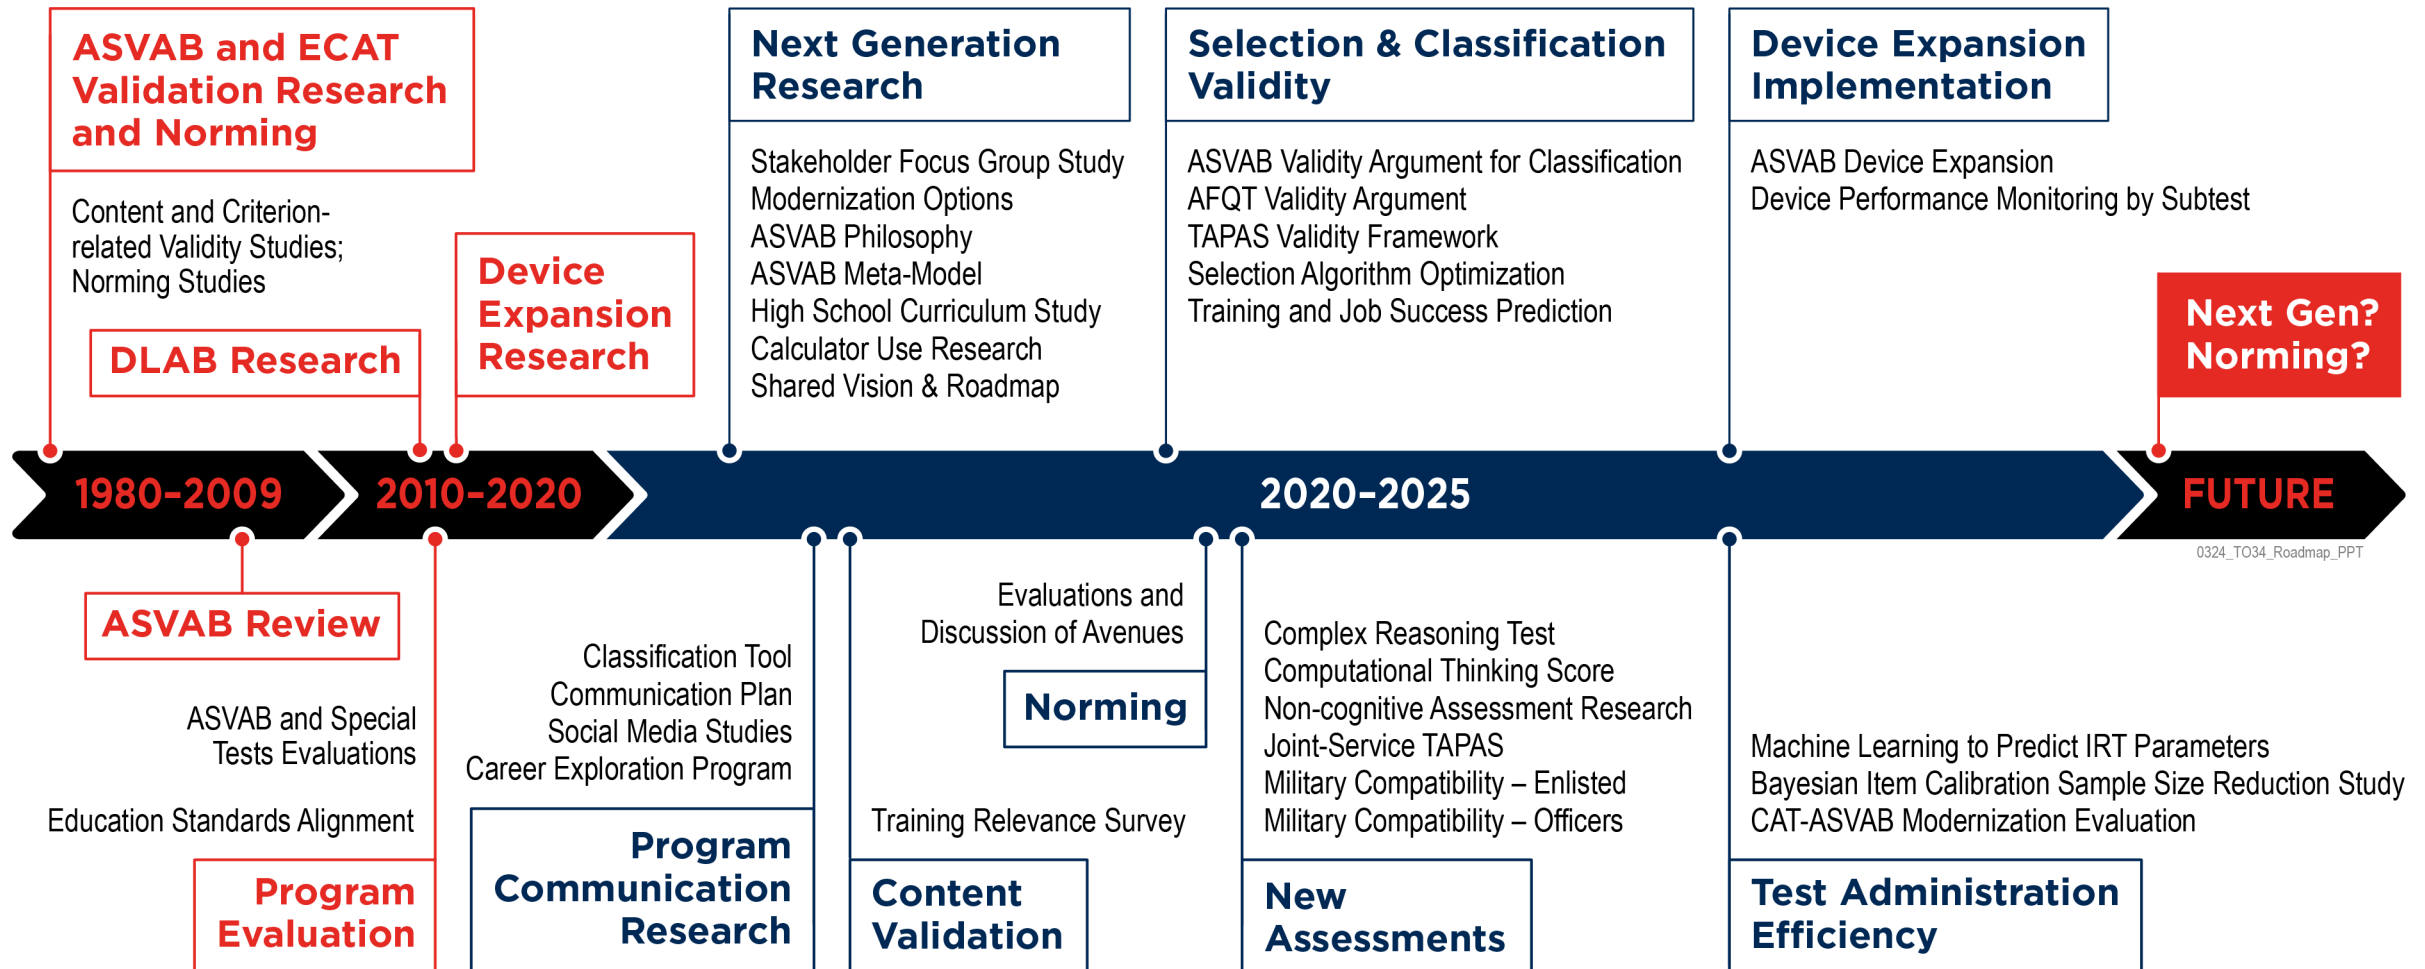 ASVAB and ECAT
Validation Research
and Norming
Content and Criterion-
related Validity Studies;
Norming Studies
DLAB Research
Device
Expansion
Research
Next Generation
Research
Stakeholder Focus Group Study
Modernization Options
ASVAB Philosophy
ASVAB Meta-Model
High School Curriculum Study
Calculator Use Research
Shared Vision & Roadmap
Selection & Classification
Validity
ASVAB Validity Argument for Classification
AFQT Validity Argument
TAPAS Validity Framework
Selection Algorithm Optimization
Training and Job Success Prediction
Device Expansion
Implementation
ASVAB Device Expansion
Device Performance Monitoring by Subtest
Next Gen?
Norming?
1980–2009
2010–2020
2020–2025
FUTURE
0324_TO34_Roadmap_PPT
ASVAB Review
ASVAB and Special
Tests Evaluations
Education Standards Alignment
Program
Evaluation
Classification Tool
Communication Plan
Social Media Studies
Career Exploration Program
Program
Communication
Research
Training Relevance Survey
Content
Validation
Evaluations and
Discussion of Avenues
Norming
Complex Reasoning Test
Computational Thinking Score
Non-cognitive Assessment Research
Joint-Service TAPAS
Military Compatibility – Enlisted
Military Compatibility – Officers
New
Assessments
Machine Learning to Predict IRT Parameters
Bayesian Item Calibration Sample Size Reduction Study
CAT-ASVAB Modernization Evaluation
Test Administration
Efficiency